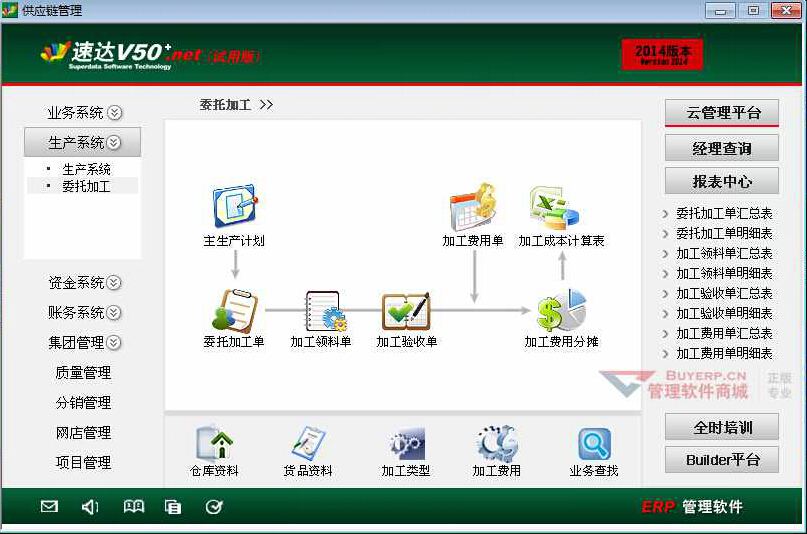 供应链管理
速达V50+.net(试用版)
Superdata Software Technology
2014版本
Version 2014
业务系统
生产系统
生产系统
委托加工
资金系统
账务系统
集团管理
质量管理
分销管理
网店管理
项目管理
委托加工 >>
主生产计划
加工费用单
加工成本计算表
委托加工单
加工领料单
加工验收单
加工费用分摊
仓库资料
货品资料
加工类型
加工费用
业务查找
云管理平台
经理查询
报表中心
委托加工单汇总表
委托加工单明细表
加工领料单汇总表
加工领料单明细表
加工验收单汇总表
加工验收单明细表
加工费用单汇总表
加工费用单明细表
BUYERP.CN
管理软件商城
正版
专业
全时培训
Builder平台
ERP 管理软件